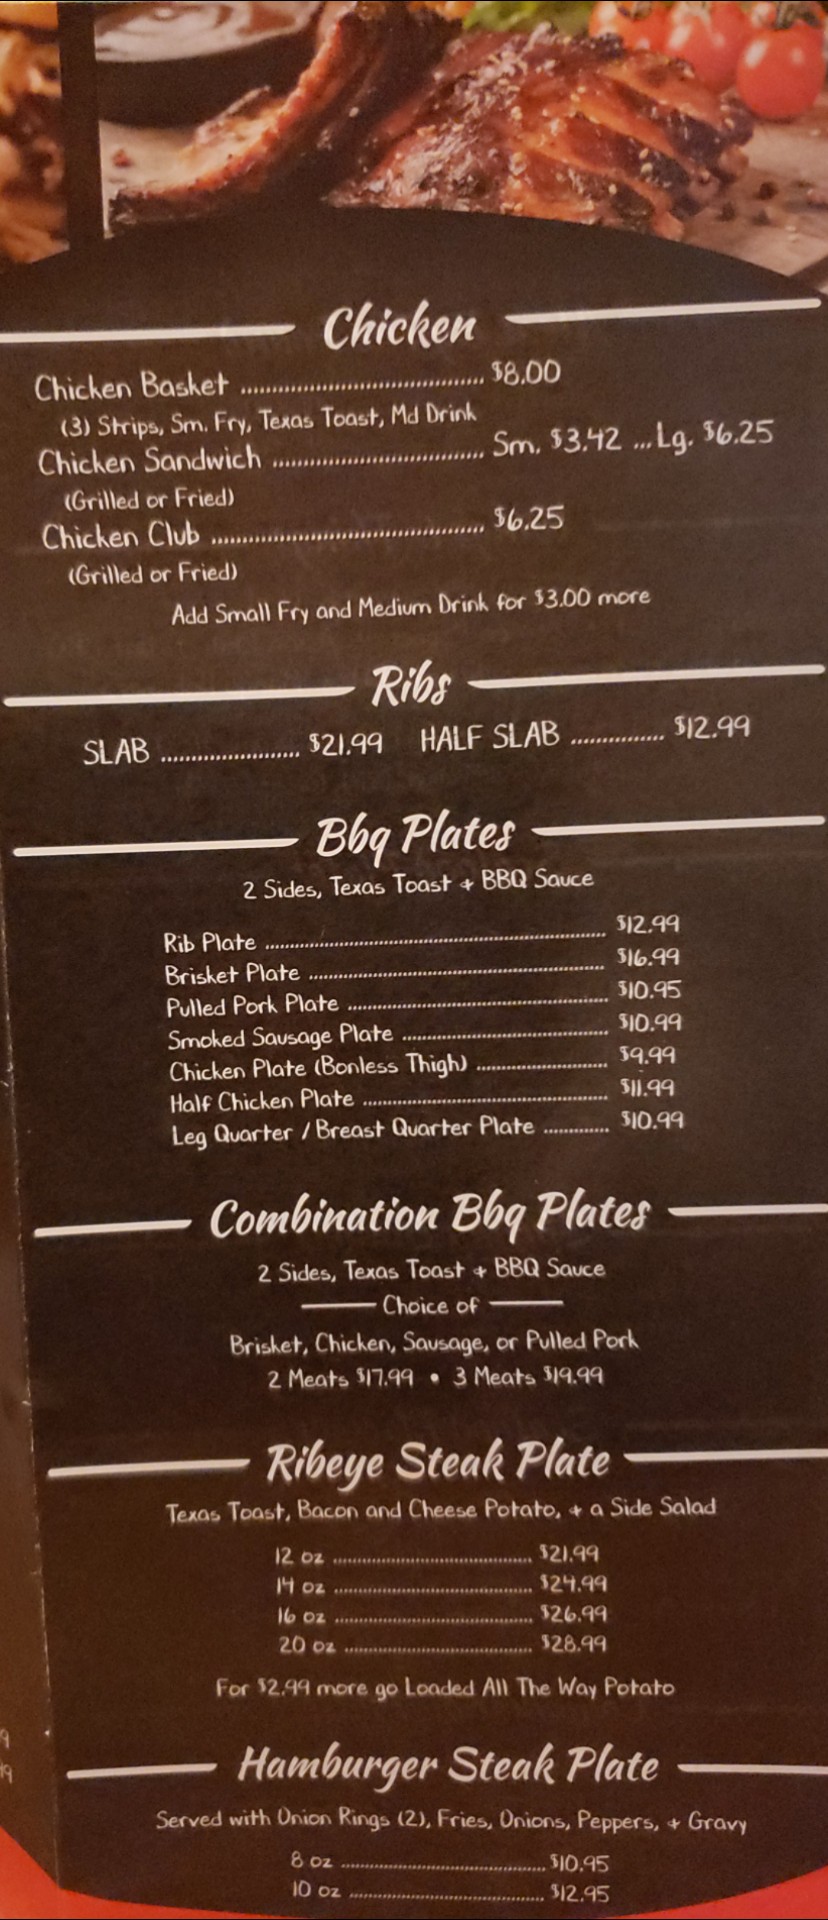 Chicken
Chicken Basket ........................................ $8.00
(3) Strips, Sm. Fry, Texas Toast, Md Drink
Chicken Sandwich ................................... Sm. $3.42 ... Lg. $6.25
(Grilled or Fried)
Chicken Club ............................................. $6.25
(Grilled or Fried)
Add Small Fry and Medium Drink for $3.00 more
Ribs
SLAB ....................... $21.99 HALF SLAB ................ $12.99
Bbq Plates
2 Sides, Texas Toast + BBQ Sauce
Rib Plate ................................................................ $12.99
Brisket Plate ........................................................ $16.99
Pulled Pork Plate ................................................. $10.95
Smoked Sausage Plate ....................................... $10.99
Chicken Plate (Bonless Thigh) ......................... $9.99
Half Chicken Plate .............................................. $11.99
Leg Quarter / Breast Quarter Plate ............ $10.99
Combination Bbq Plates
2 Sides, Texas Toast + BBQ Sauce
Choice of
Brisket, Chicken, Sausage, or Pulled Pork
2 Meats $17.99 • 3 Meats $19.99
Ribeye Steak Plate
Texas Toast, Bacon and Cheese Potato, + a Side Salad
12 oz ....................................... $21.99
14 oz ....................................... $24.99
16 oz ....................................... $26.99
20 oz ..................................... $28.99
For $2.99 more go Loaded All The Way Potato
Hamburger Steak Plate
Served with Onion Rings (2), Fries, Onions, Peppers, + Gravy
8 oz ........................................ $10.95
10 oz ...................................... $12.95